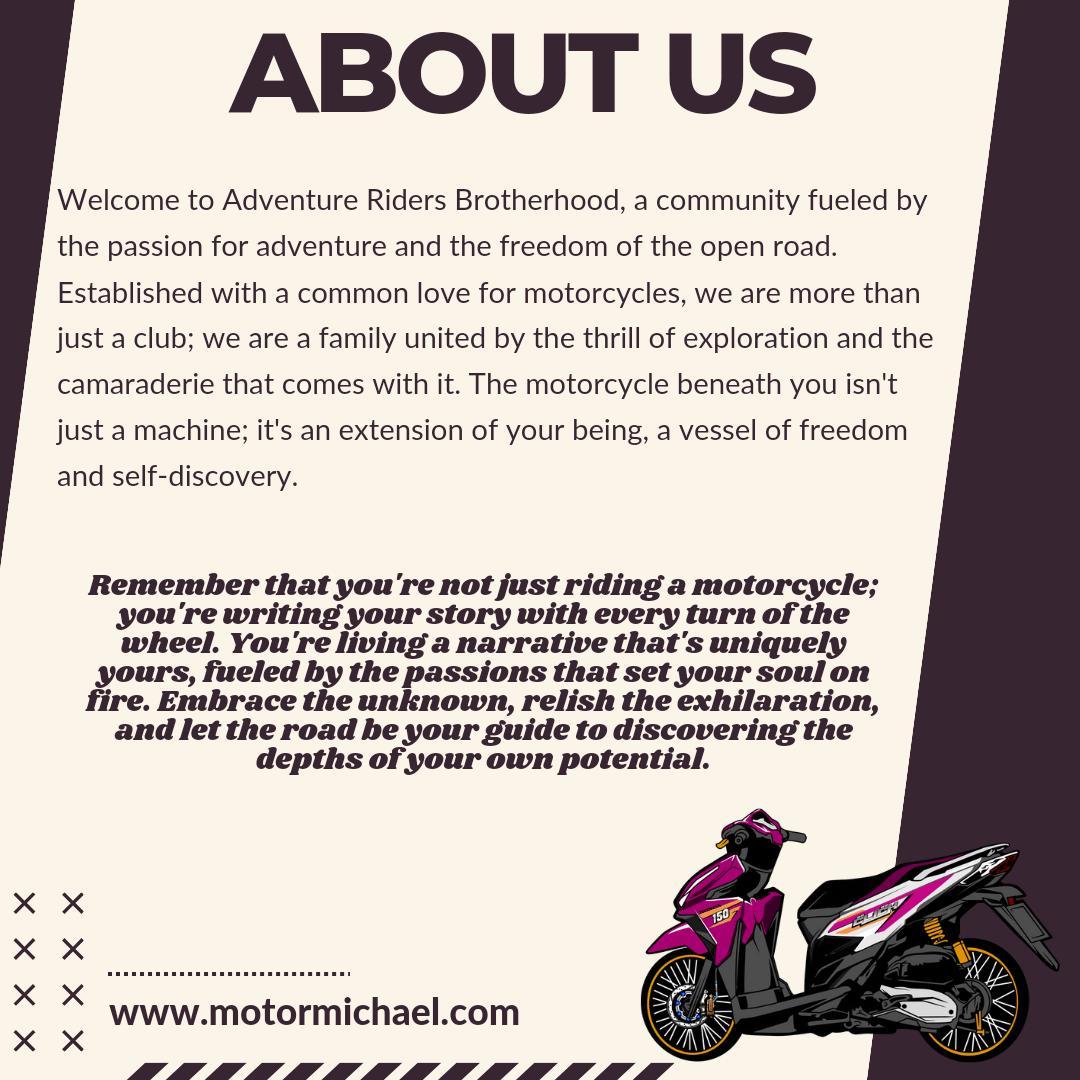 ABOUT US
Welcome to Adventure Riders Brotherhood, a community fueled by
the passion for adventure and the freedom of the open road.
Established with a common love for motorcycles, we are more than
just a club; we are a family united by the thrill of exploration and the
camaraderie that comes with it. The motorcycle beneath you isn't
just a machine; it's an extension of your being, a vessel of freedom
and self-discovery.
Remember that you're not just riding a motorcycle;
you're writing your story with every turn of the
wheel. You're living a narrative that's uniquely
yours, fueled by the passions that set your soul on
fire. Embrace the unknown, relish the exhilaration,
and let the road be your guide to discovering the
depths of your own potential.
150
www.motormichael.com